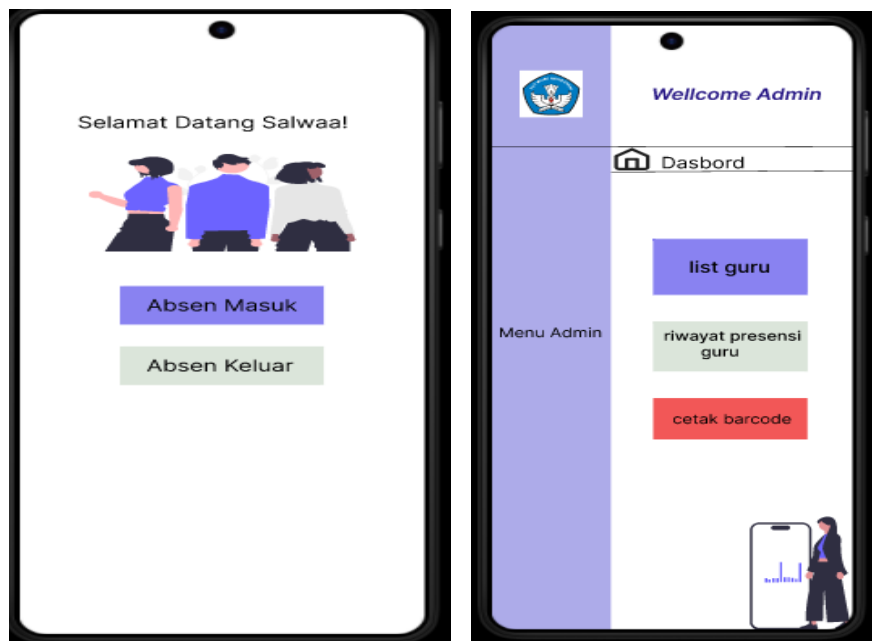 Selamat Datang Salwaa!
Absen Masuk
Absen Keluar
Wellcome Admin
Dasbord
Menu Admin
list guru
riwayat presensi
guru
cetak barcode